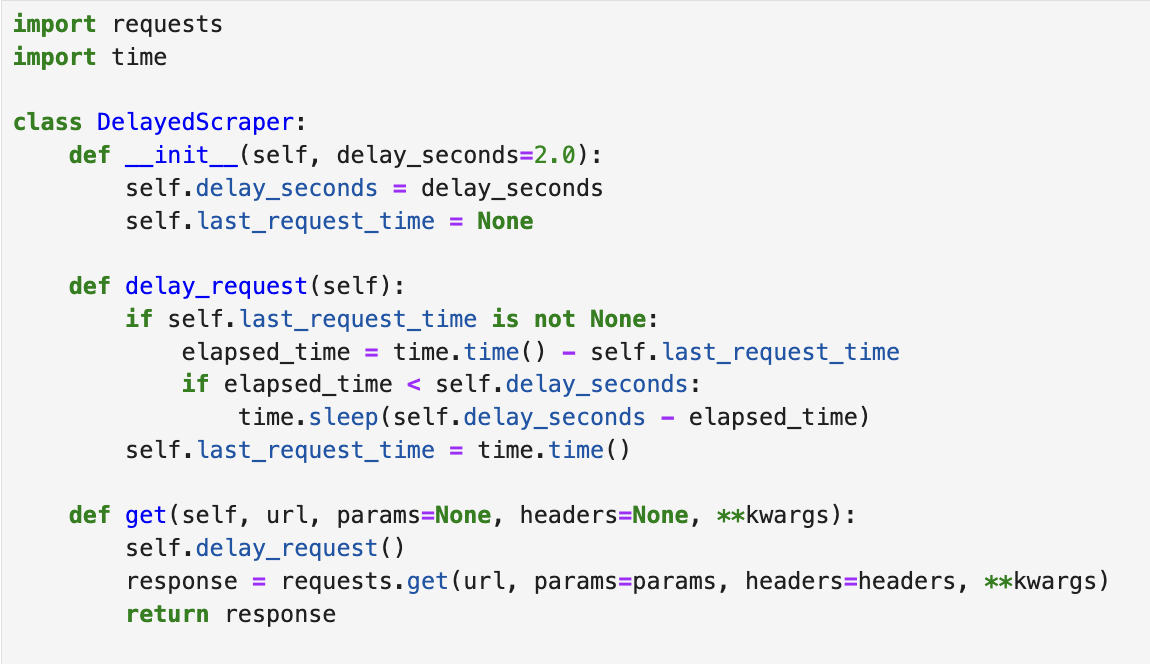 import requests
import time
class DelayedScraper:
    def __init__(self, delay_seconds=2.0):
        self.delay_seconds = delay_seconds
        self.last_request_time = None
    def delay_request(self):
        if self.last_request_time is not None:
            elapsed_time = time.time() - self.last_request_time
            if elapsed_time < self.delay_seconds:
                time.sleep(self.delay_seconds - elapsed_time)
        self.last_request_time = time.time()
    def get(self, url, params=None, headers=None, **kwargs):
        self.delay_request()
        response = requests.get(url, params=params, headers=headers, **kwargs)
        return response